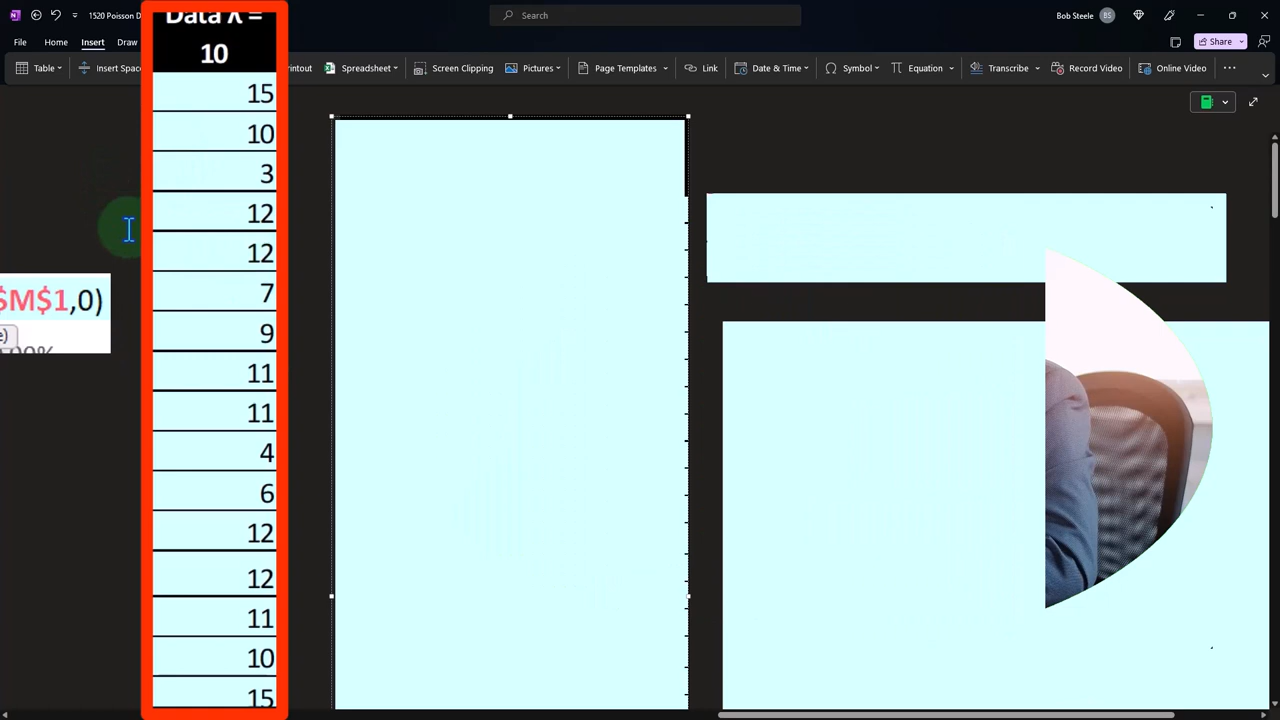 1520 Poisson D
Search
Bob Steele
BS
File
Home
Insert
Draw
Share
Table
Insert Spac
rintout
Spreadsheet
Screen Clipping
Pictures
Page Templates
Link
Date & Time
Symbol
Equation
Transcribe
Record Video
Online Video
Data X =
10
15
10
3
12
12
7
9
11
11
4
6
12
12
11
10
15
$M$1,0)
e)